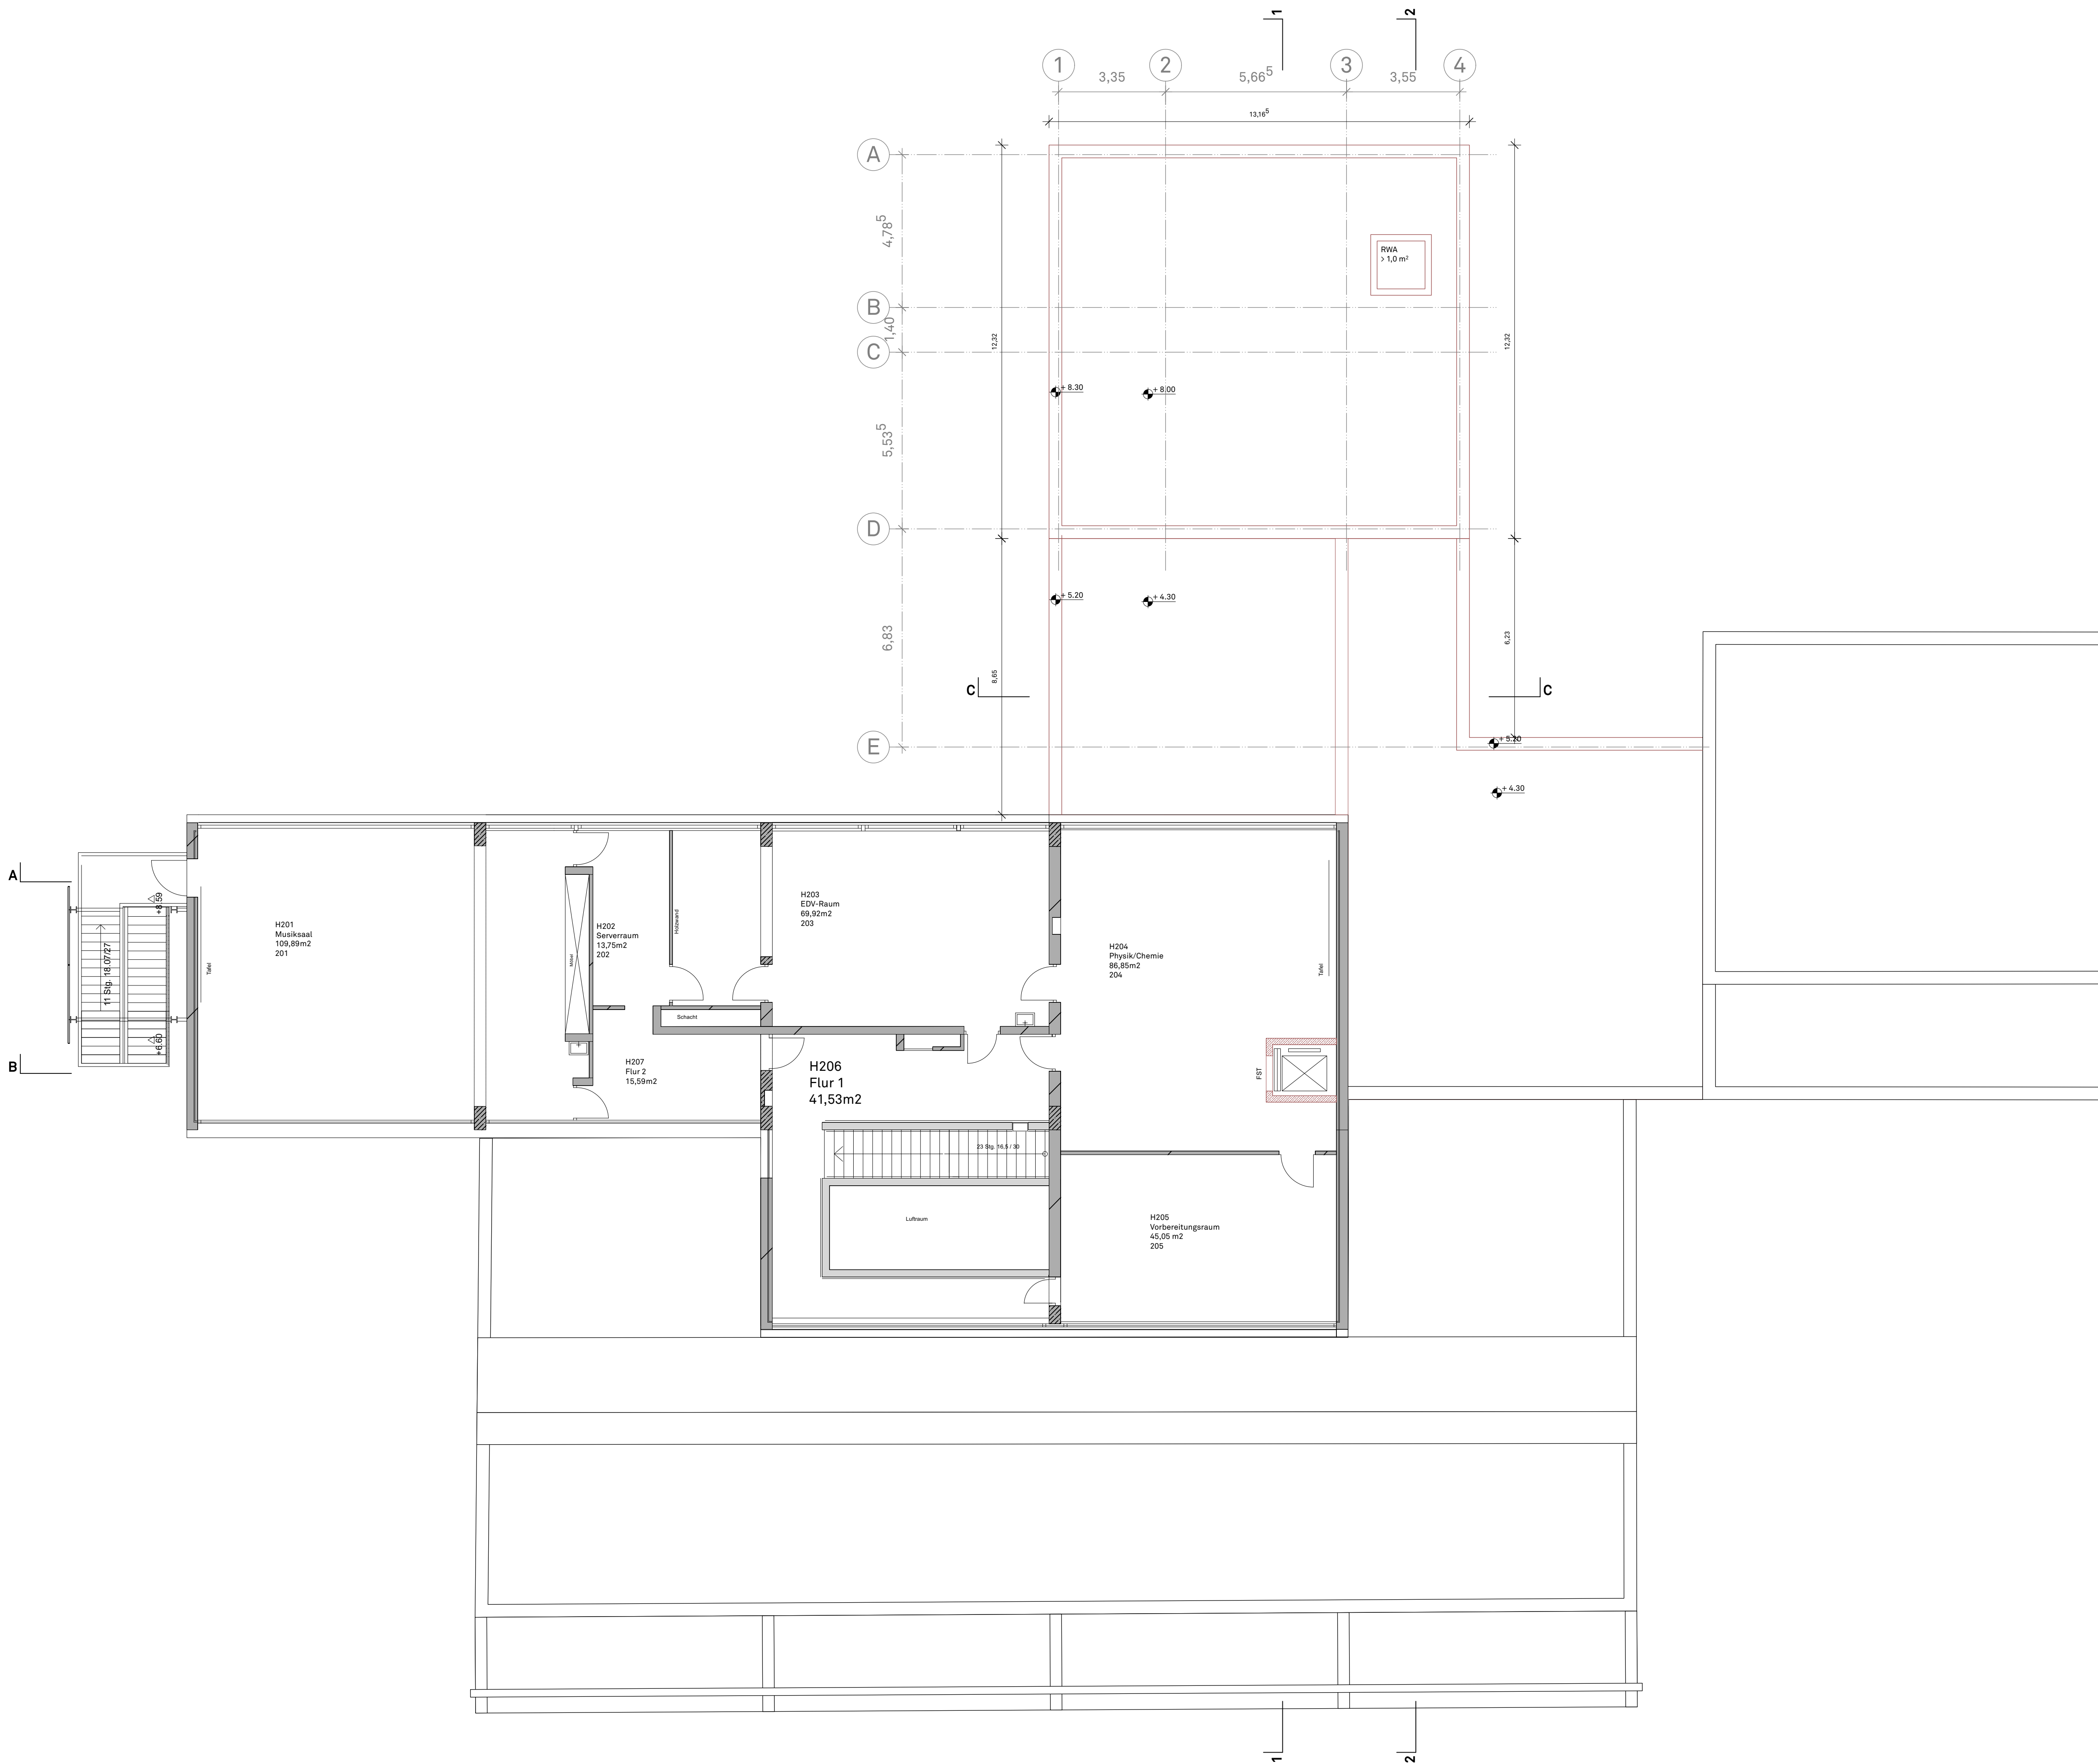 1
2
1
2
3
4
3,35
5,66⁵
3,55
13,16⁵
A
4,78⁵
B
1,40
C
5,53⁵
D
6,83
E
12,32
12,32
RWA
> 1,0 m²
+ 8.30
+ 8.00
+ 5.20
+ 4.30
8,65
6,23
C
C
+ 5.20
+ 4.30
A
B
+8.59
11 Stg. 18.07/27
+6.60
Tafel
H201
Musiksaal
109,89m2
201
Möbel
H202
Serverraum
13,75m2
202
Holzwand
Schacht
H203
EDV-Raum
69,92m2
203
H204
Physik/Chemie
86,85m2
204
Tafel
FST
H207
Flur 2
15,59m2
H206
Flur 1
41,53m2
23 Stg. 16,5 / 30
Luftraum
H205
Vorbereitungsraum
45,05 m2
205
1
2